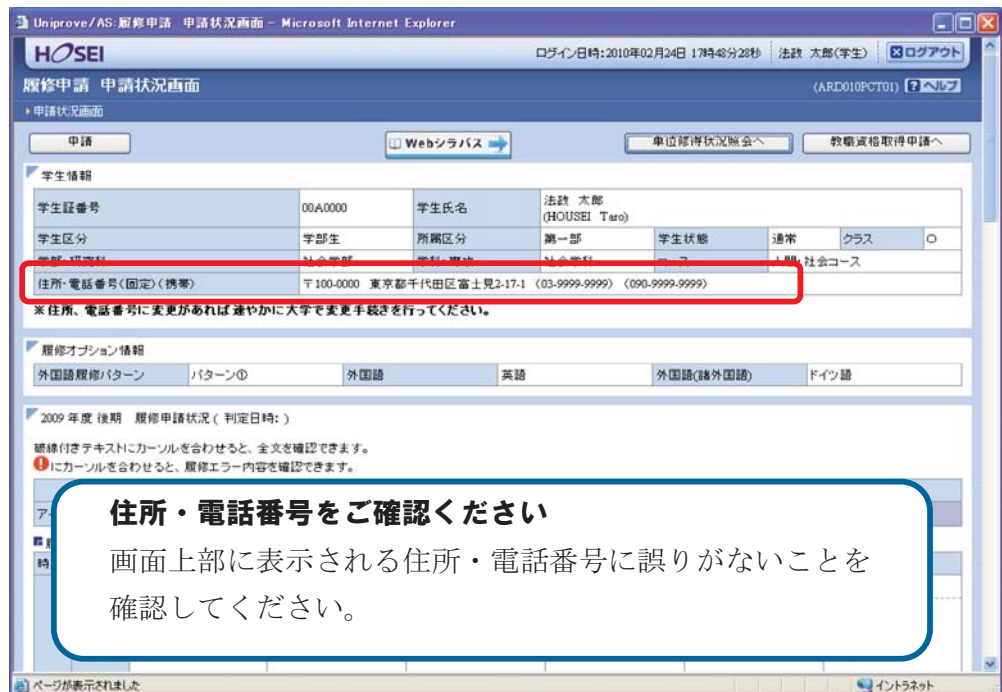 Uniprove/AS:履修申請 申請状況画面 - Microsoft Internet Explorer
HOSEI ログイン日時:2010年02月24日 17時48分28秒 法政 太郎(学生) ログアウト
履修申請 申請状況画面 (ARD010PCT01) ? ヘルプ
申請状況画面
申請 Webシラバス 単位修得状況照会へ 教職資格取得申請へ
学生情報
学生証番号 00A0000 学生氏名 法政 太郎
(HOUSEI Taro)
学生区分 学部生 所属区分 第一部 学生状態 通常 クラス O
学部・研究科 社会学部 学科・専攻 社会学科 コース 人間・社会コース
住所・電話番号(固定)(携帯) 〒100-0000 東京都千代田区富士見2-17-1 (03-9999-9999) (090-9999-9999)
※住所、電話番号に変更があれば速やかに大学で変更手続きを行ってください。
履修オプション情報
外国語履修パターン パターン① 外国語 英語 外国語(諸外国語) ドイツ語
2009 年度 後期 履修申請状況 ( 判定日時: )
破線付きテキストにカーソルを合わせると、全文を確認できます。
!にカーソルを合わせると、履修エラー内容を確認できます。
住所・電話番号をご確認ください
画面上部に表示される住所・電話番号に誤りがないことを
確認してください。
ページが表示されました イントラネット